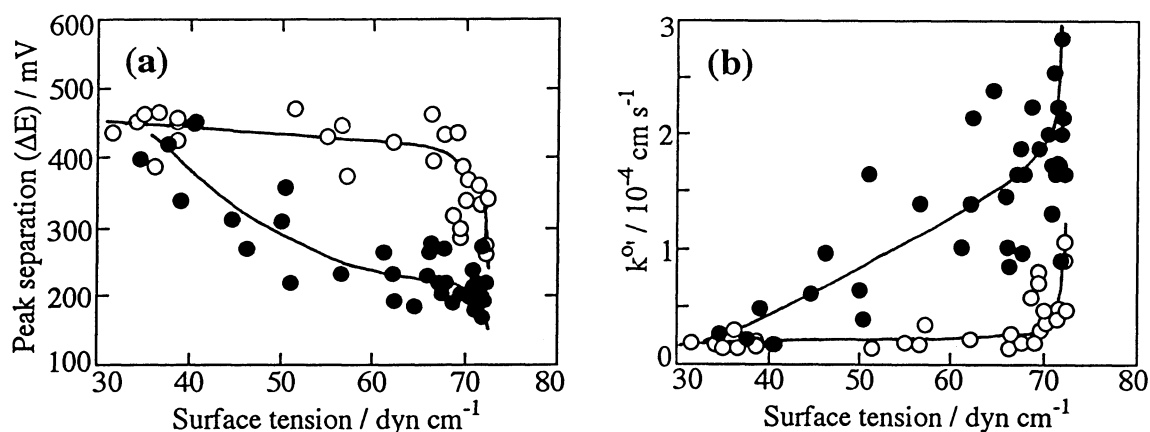 (a)
Peak separation (ΔE) / mV
600
500
400
300
200
100
30 40 50 60 70 80
Surface tension / dyn cm⁻¹
(b)
k°' / 10⁻⁴ cm s⁻¹
3
2
1
0
30 40 50 60 70 80
Surface tension / dyn cm⁻¹